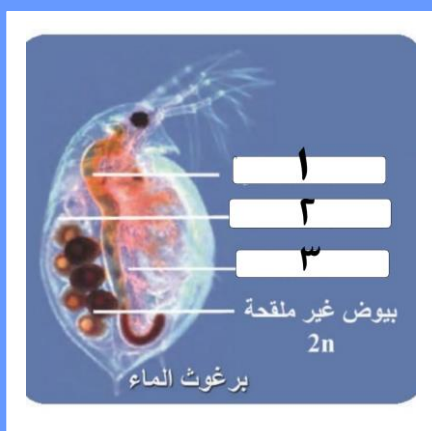 ١
٢
٣
بيوض غير ملقحة
2n
برغوث الماء